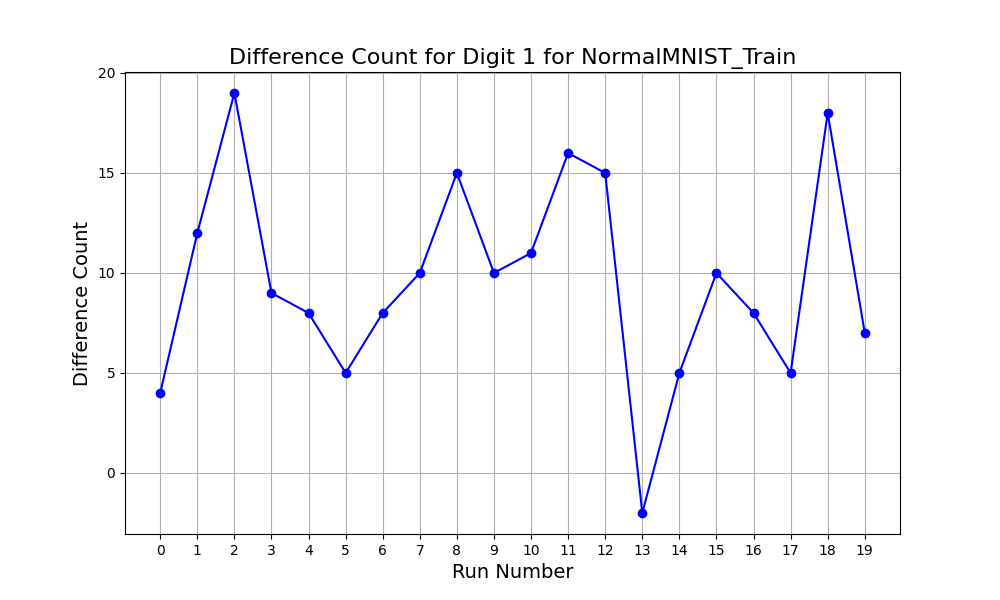 Difference Count for Digit 1 for NormalMNIST_Train
20
15
10
5
0
Difference Count
0 1 2 3 4 5 6 7 8 9 10 11 12 13 14 15 16 17 18 19
Run Number